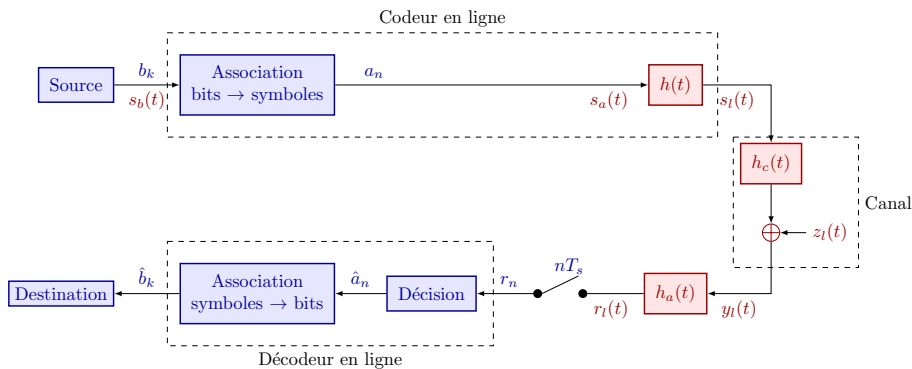 Codeur en ligne
Source
b_k
s_b(t)
Association
bits → symboles
a_n
s_a(t)
h(t)
s_l(t)
h_c(t)
Canal
z_l(t)
Destination
b̂_k
Association
symboles → bits
â_n
Décision
r_n
nT_s
r_l(t)
h_a(t)
y_l(t)
Décodeur en ligne